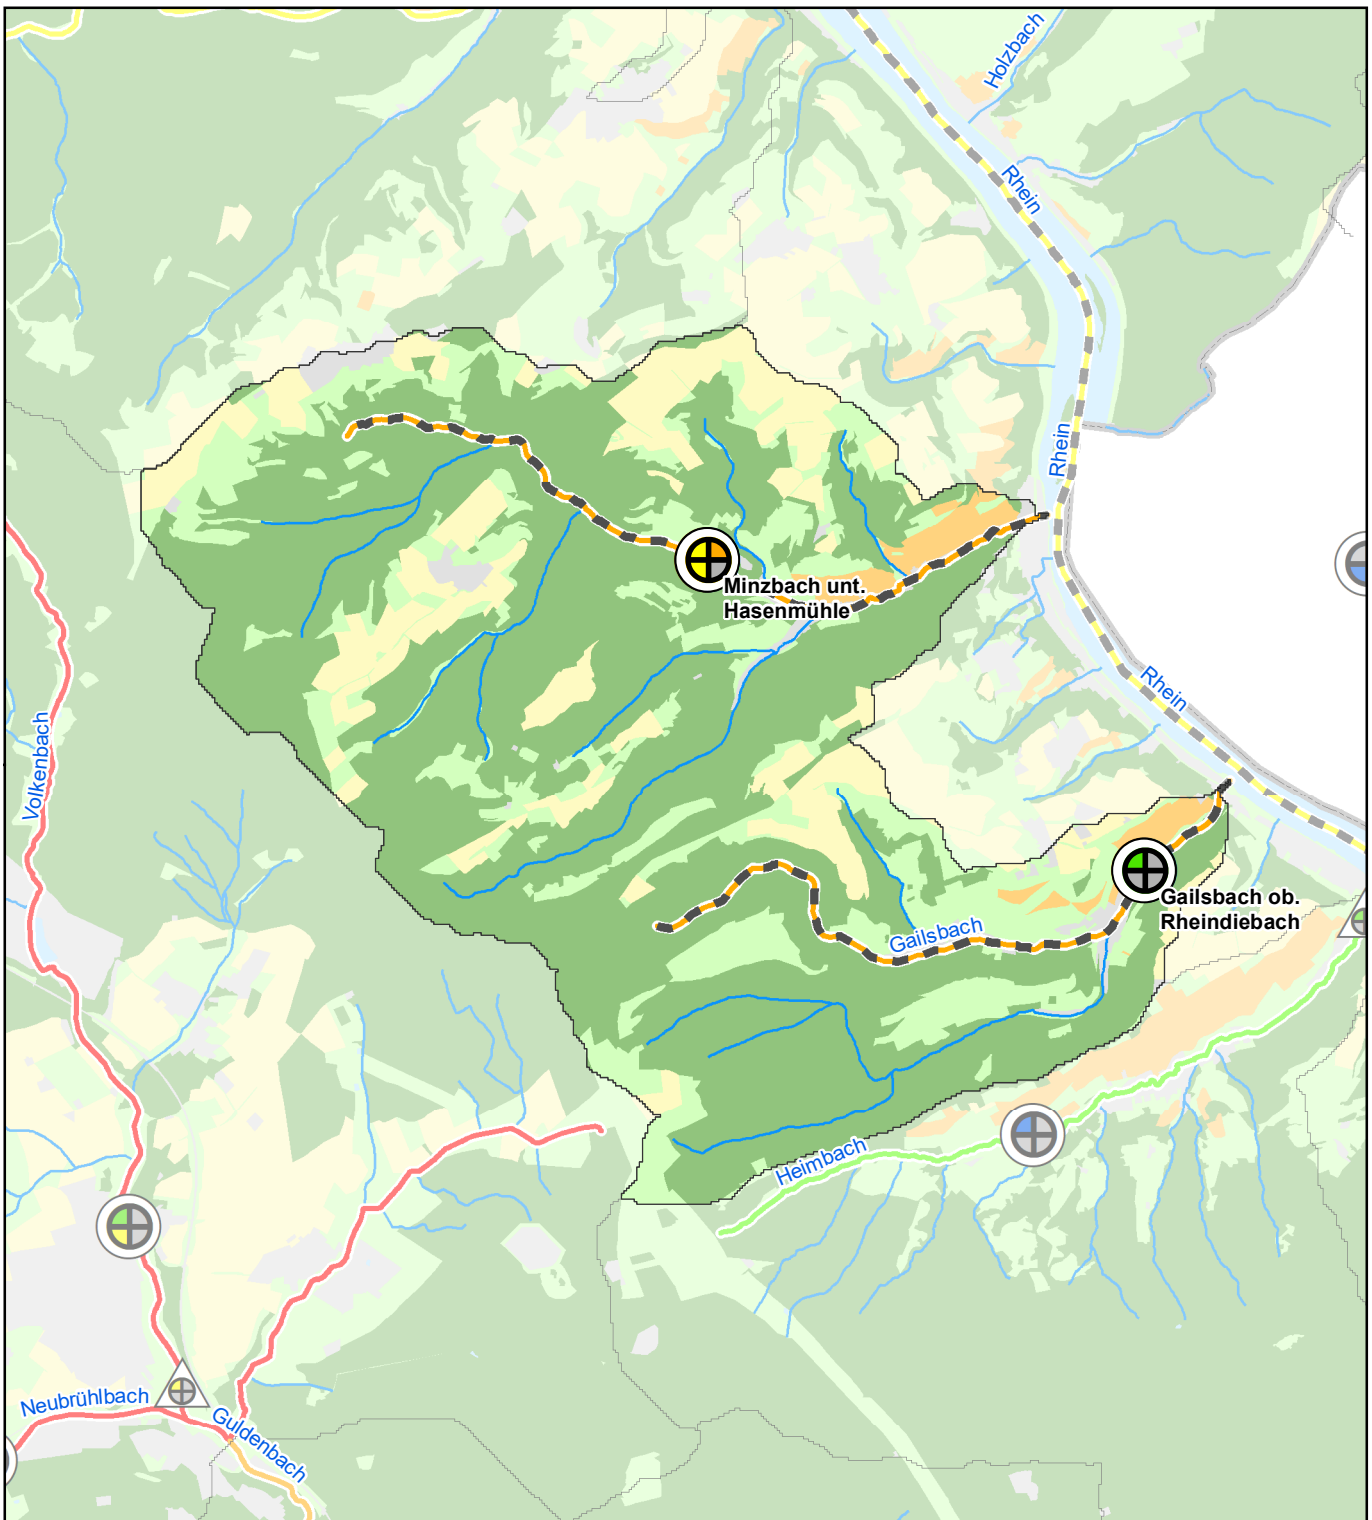 Holzbach
Rhein
Rhein
Minzbach unt.
Hasenmühle
Rhein
Volkenbach
Gailsbach ob.
Rheindiebach
Gailsbach
Heimbach
Neubrühlbach
Guldenbach